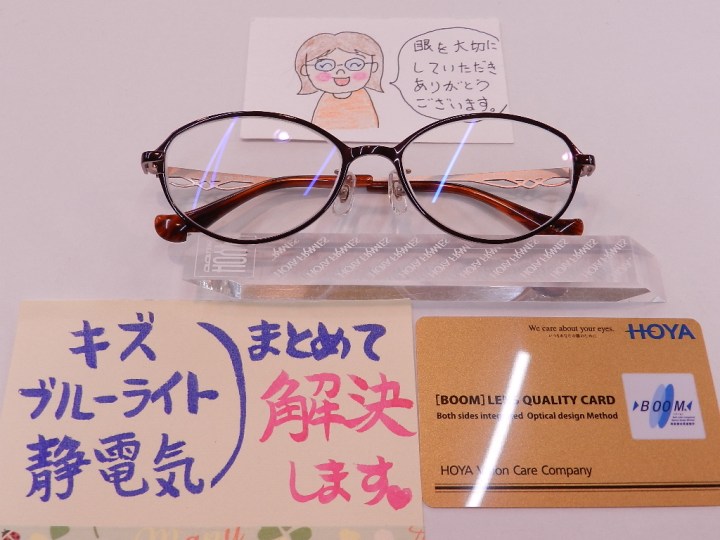 眼を大切に
していただき
ありがとう
ございます。
キズ
ブルーライト
静電気
まとめて
解決
します
We care about your eyes.
HOYA
[BOOM] LENS QUALITY CARD
Both sides integrated Optical design Method
BOOM
HOYA Vision Care Company